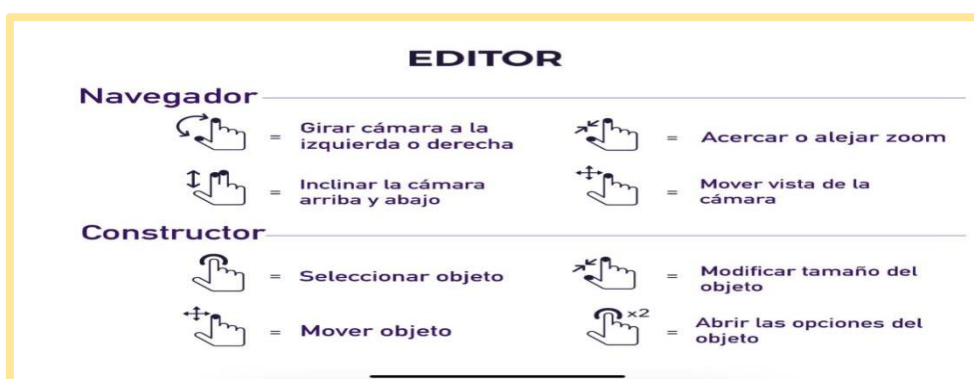 EDITOR
Navegador
= Girar cámara a la
izquierda o derecha
= Acercar o alejar zoom
= Inclinar la cámara
arriba y abajo
= Mover vista de la
cámara
Constructor
= Seleccionar objeto
= Modificar tamaño del
objeto
= Mover objeto
x2 = Abrir las opciones del
objeto